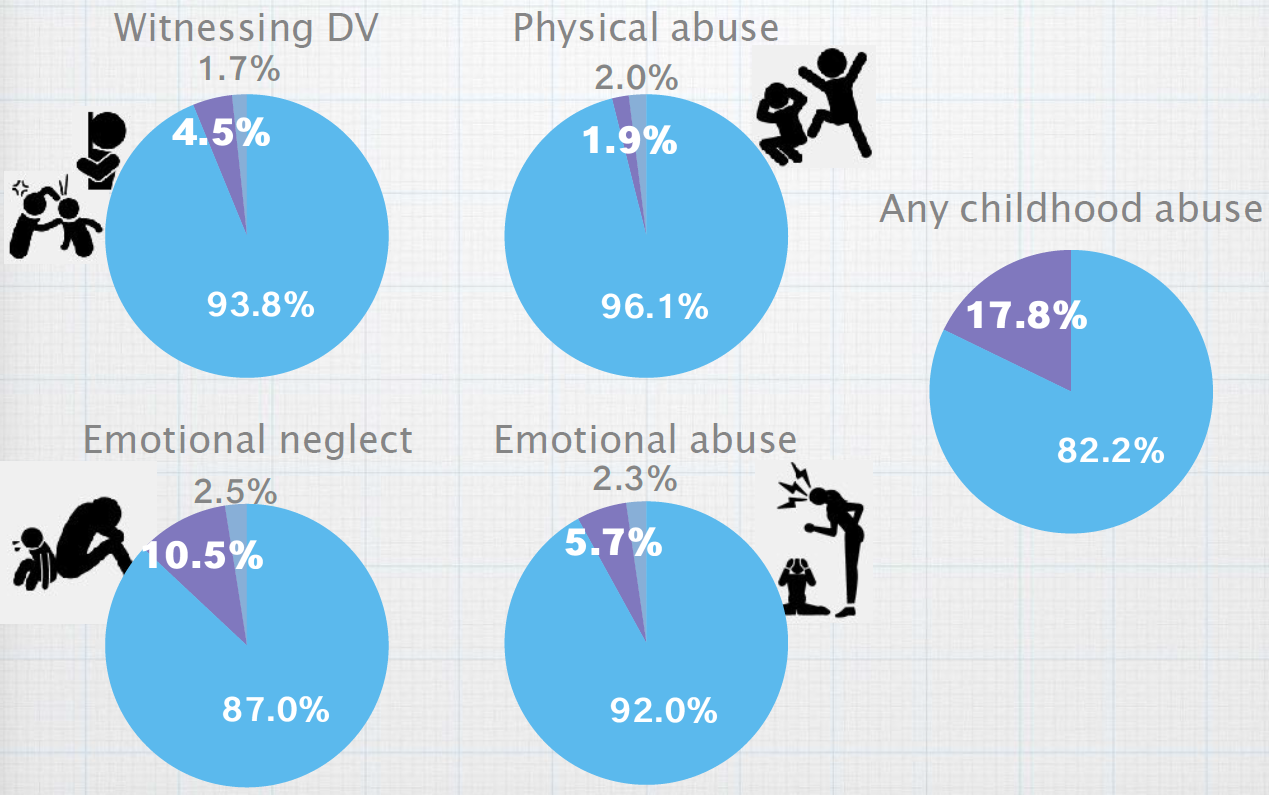 Witnessing DV
1.7%
4.5%
93.8%
Physical abuse
2.0%
1.9%
96.1%
Any childhood abuse
17.8%
82.2%
Emotional neglect
2.5%
10.5%
87.0%
Emotional abuse
2.3%
5.7%
92.0%